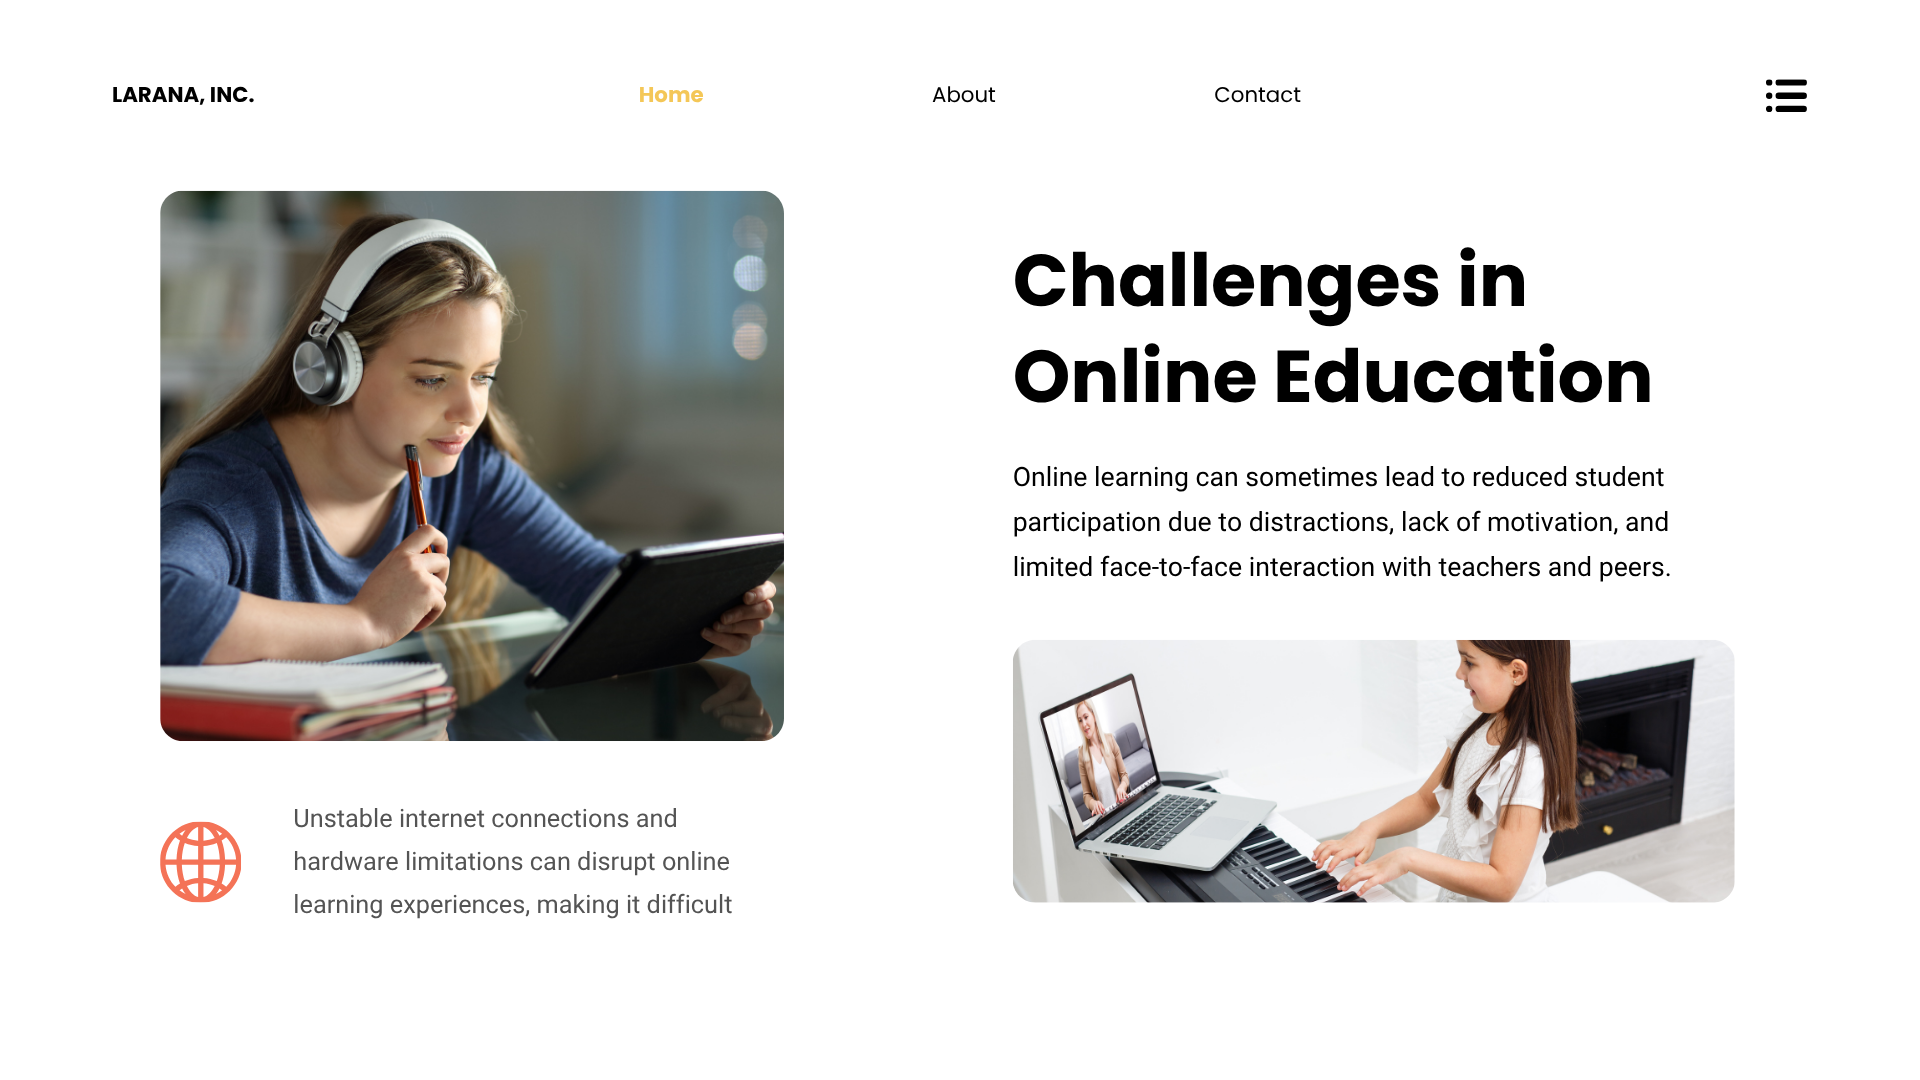 LARANA, INC.
Home
About
Contact
Challenges in
Online Education
Online learning can sometimes lead to reduced student
participation due to distractions, lack of motivation, and
limited face-to-face interaction with teachers and peers.
Unstable internet connections and
hardware limitations can disrupt online
learning experiences, making it difficult